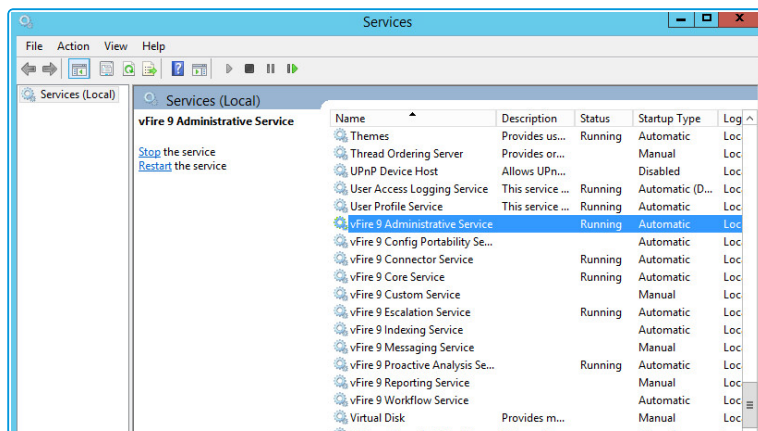 Services
File Action View Help
Services (Local)
Services (Local)
vFire 9 Administrative Service
Stop the service
Restart the service
Name Description Status Startup Type Log
Themes Provides us... Running Automatic Loc
Thread Ordering Server Provides or... Manual Loc
UPnP Device Host Allows UPn... Disabled Loc
User Access Logging Service This service ... Running Automatic (D... Loc
User Profile Service This service ... Running Automatic Loc
vFire 9 Administrative Service Running Automatic Loc
vFire 9 Config Portability Se... Automatic Loc
vFire 9 Connector Service Running Automatic Loc
vFire 9 Core Service Running Automatic Loc
vFire 9 Custom Service Manual Loc
vFire 9 Escalation Service Running Automatic Loc
vFire 9 Indexing Service Automatic Loc
vFire 9 Messaging Service Manual Loc
vFire 9 Proactive Analysis Se... Running Automatic Loc
vFire 9 Reporting Service Manual Loc
vFire 9 Workflow Service Automatic Loc
Virtual Disk Provides m... Manual Loc